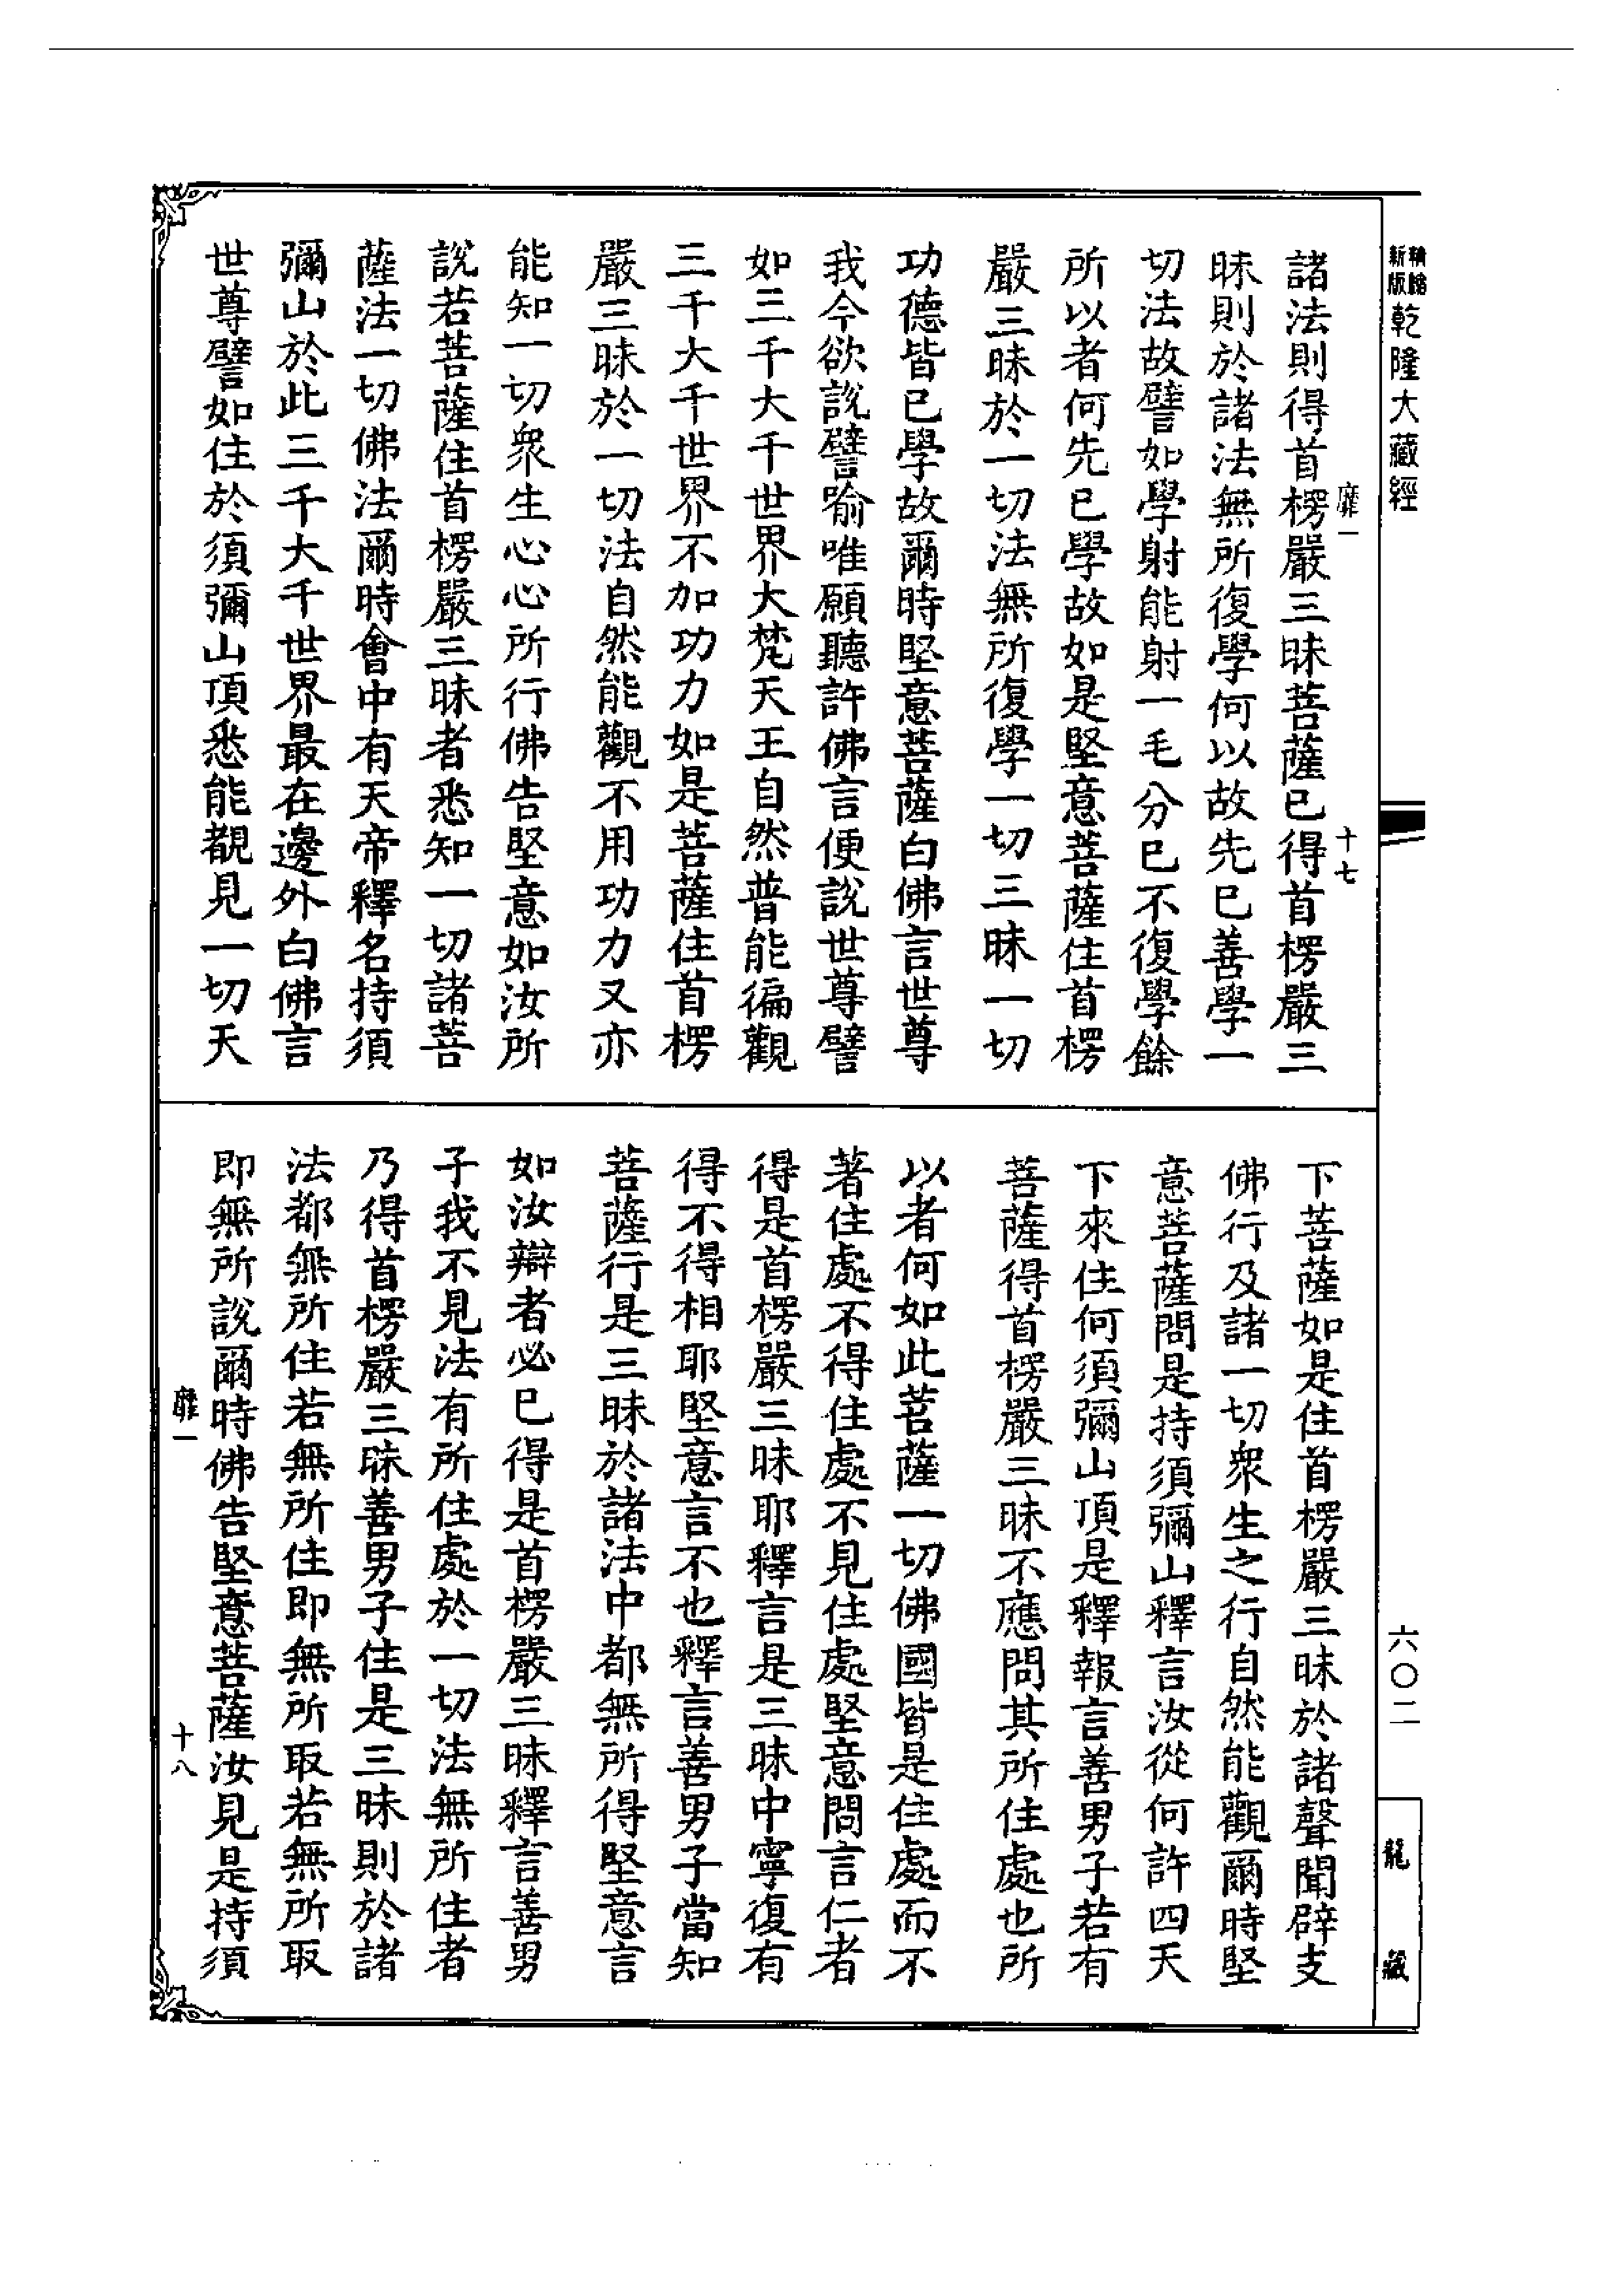 新版
乾隆大藏經
靡一
十七
諸法則得首楞嚴三昧菩薩已得首楞嚴三
昧則於諸法無所復學何以故先已善學一
切法故譬如學射能射一毛分已不復學餘
所以者何先已學故如是堅意菩薩住首楞
嚴三昧於一切法無所復學一切三昧一切
功德皆已學故爾時堅意菩薩白佛言世尊
我今欲說譬喻唯願聽許佛言便說世尊譬
如三千大千世界大梵天王自然普能徧觀
三千大千世界不加功力如是菩薩住首楞
嚴三昧於一切法自然能觀不用功力又亦
能知一切眾生心心所行佛告堅意如汝所
說若菩薩住首楞嚴三昧者悉知一切諸菩
薩法一切佛法爾時會中有天帝釋名持須
彌山於此三千大千世界最在邊外白佛言
世尊譬如住於須彌山頂悉能覩見一切天
下菩薩如是住首楞嚴三昧於諸聲聞辟支
佛行及諸一切眾生之行自然能觀爾時堅
意菩薩問是持須彌山釋言汝從何許四天
下來住何須彌山頂是釋報言善男子若有
菩薩得首楞嚴三昧不應問其所住處也所
以者何如此菩薩一切佛國皆是住處而不
著住處不得住處不見住處堅意問言仁者
得是首楞嚴三昧耶釋言是三昧中寧復有
得不得相耶堅意言不也釋言善男子當知
菩薩行是三昧於諸法中都無所得堅意言
如汝辯者必已得是首楞嚴三昧釋言善男
子我不見法有所住處於一切法無所住者
乃得首楞嚴三昧善男子住是三昧則於諸
法都無所住若無所住即無所取若無所取
即無所說爾時佛告堅意菩薩汝見是持須
靡一
十八
六〇二
龍藏